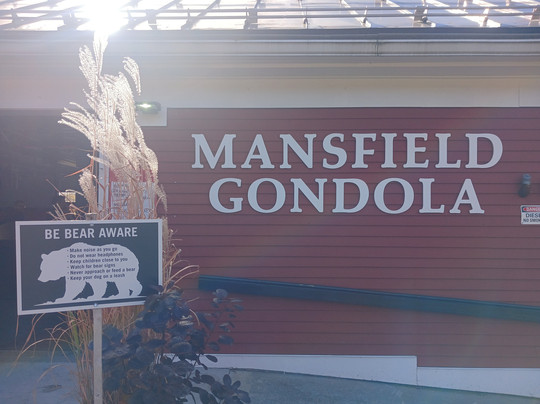 MANSFIELD
GONDOLA
BE BEAR AWARE
• Make noise as you go
• Do not wear headphones
• Keep children close to you
• Watch for bear signs
• Never approach or feed a bear
• Keep your dog on a leash